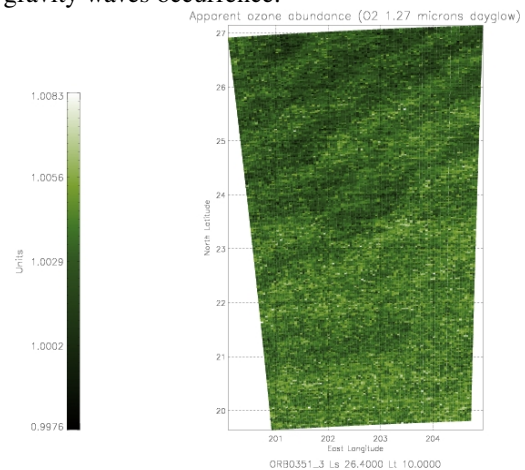 gravity waves occurrence.
Apparent ozone abundance (O2 1.27 microns dayglow)
27
26
25
24
23
22
21
20
North Latitude
201 202 203 204
East Longitude
ORB0351_3 Ls 26.4000 Lt 10.0000
1.0083
1.0056
1.0029
1.0002
0.9976
Units